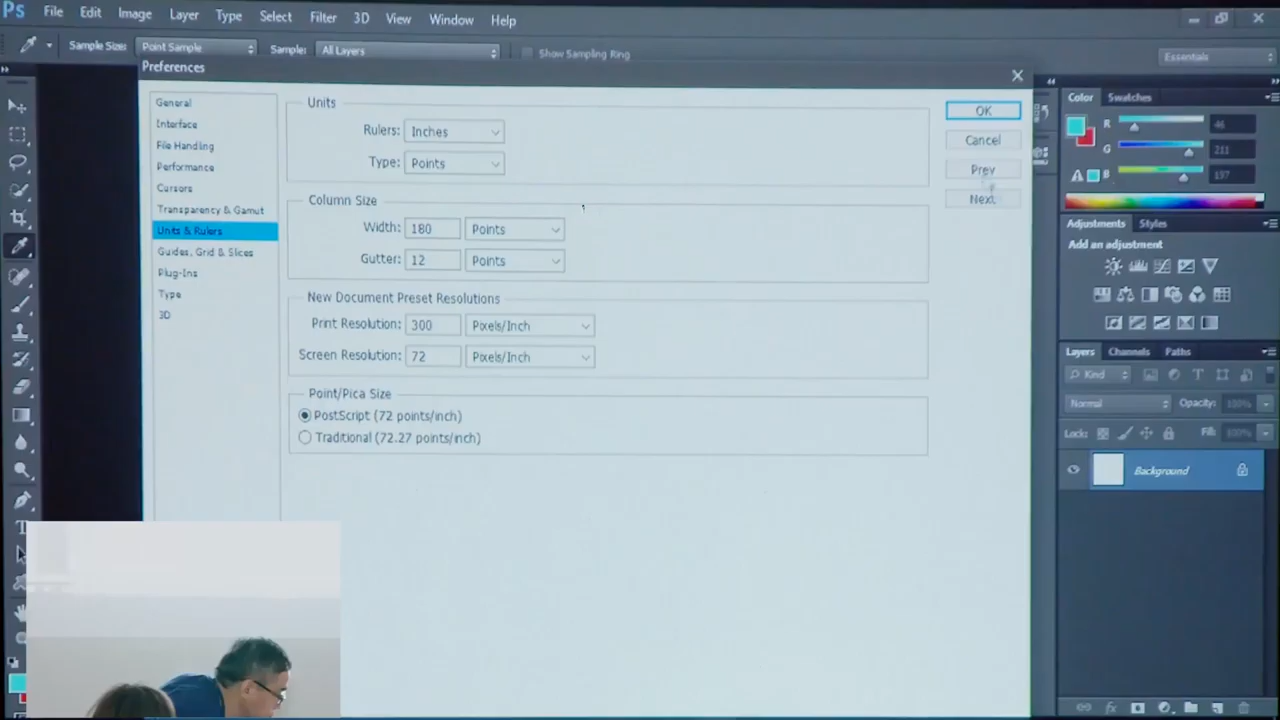 Ps File Edit Image Layer Type Select Filter 3D View Window Help
Sample Size: Point Sample Sample: All Layers Show Sampling Ring Essentials
Preferences
General
Interface
File Handling
Performance
Cursors
Transparency & Gamut
Units & Rulers
Guides, Grid & Slices
Plug-Ins
Type
3D
Units
Rulers: Inches
Type: Points
Column Size
Width: 180 Points
Gutter: 12 Points
New Document Preset Resolutions
Print Resolution: 300 Pixels/Inch
Screen Resolution: 72 Pixels/Inch
Point/Pica Size
PostScript (72 points/inch)
Traditional (72.27 points/inch)
OK
Cancel
Prev
Next
Color Swatches
R 46
G 211
B 197
Adjustments Styles
Add an adjustment
Layers Channels Paths
Kind
Normal Opacity: 100%
Lock: Fill: 100%
Background